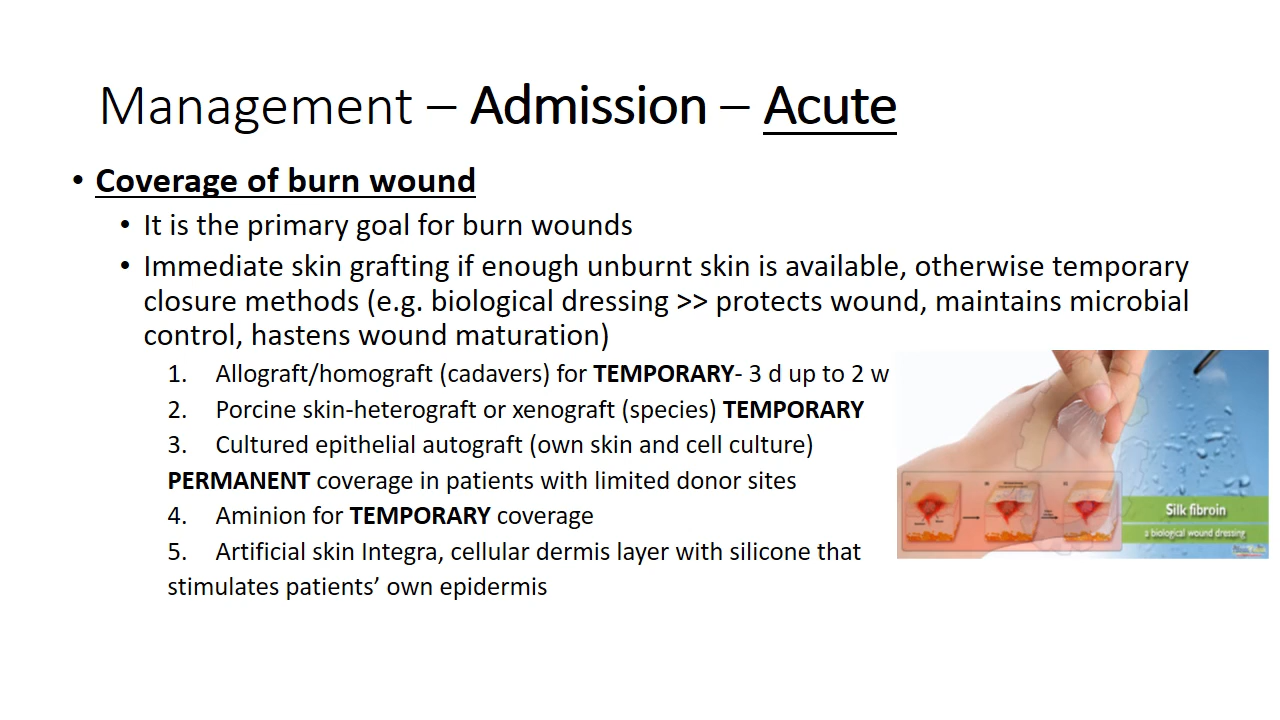 Management – Admission – Acute
• Coverage of burn wound
• It is the primary goal for burn wounds
• Immediate skin grafting if enough unburnt skin is available, otherwise temporary
closure methods (e.g. biological dressing >> protects wound, maintains microbial
control, hastens wound maturation)
1. Allograft/homograft (cadavers) for TEMPORARY- 3 d up to 2 w
2. Porcine skin-heterograft or xenograft (species) TEMPORARY
3. Cultured epithelial autograft (own skin and cell culture)
PERMANENT coverage in patients with limited donor sites
4. Aminion for TEMPORARY coverage
5. Artificial skin Integra, cellular dermis layer with silicone that
stimulates patients’ own epidermis
Silk fibroin
a biological wound dressing